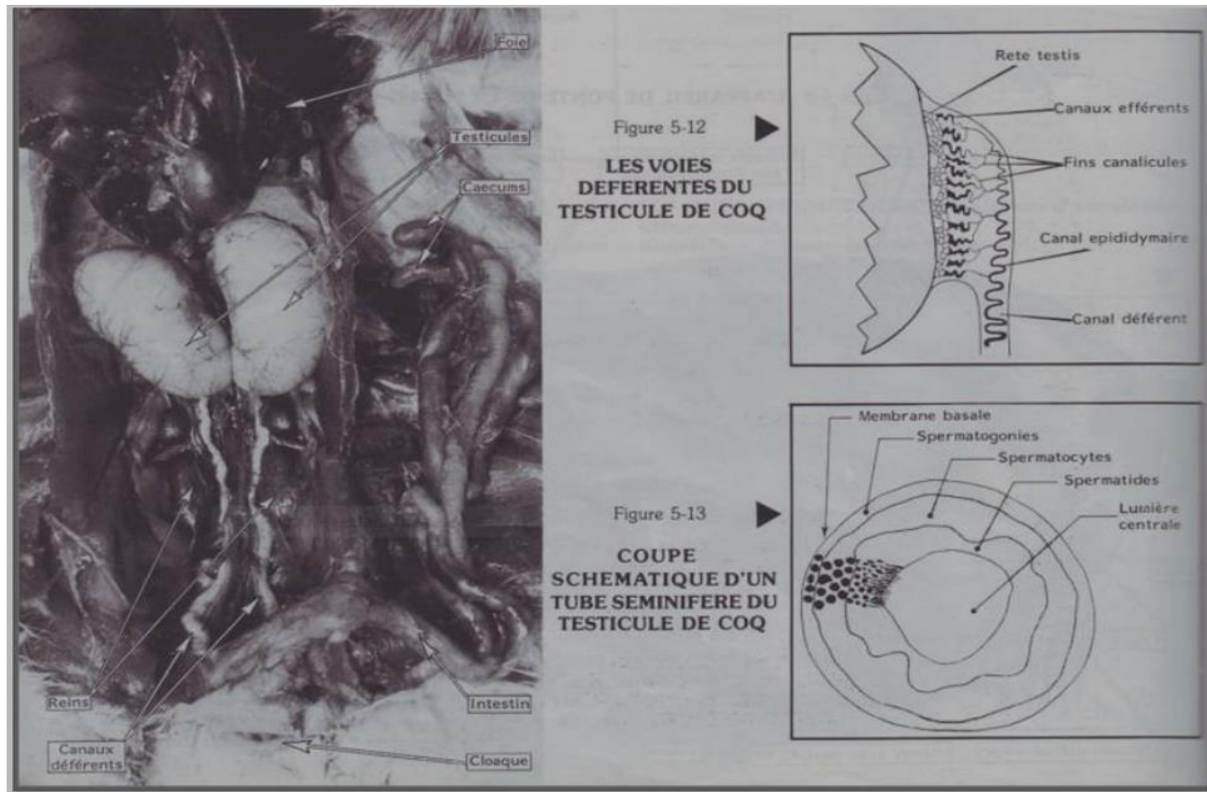 Foie
Testicules
Caecums
Reins
Canaux
déférents
Intestin
Cloaque
Figure 5-12
LES VOIES
DEFERENTES DU
TESTICULE DE COQ
Rete testis
Canaux efférents
Fins canalicules
Canal epididymaire
Canal déférent
Figure 5-13
COUPE
SCHEMATIQUE D'UN
TUBE SEMINIFERE DU
TESTICULE DE COQ
Membrane basale
Spermatogonies
Spermatocytes
Spermatides
Lumière
centrale